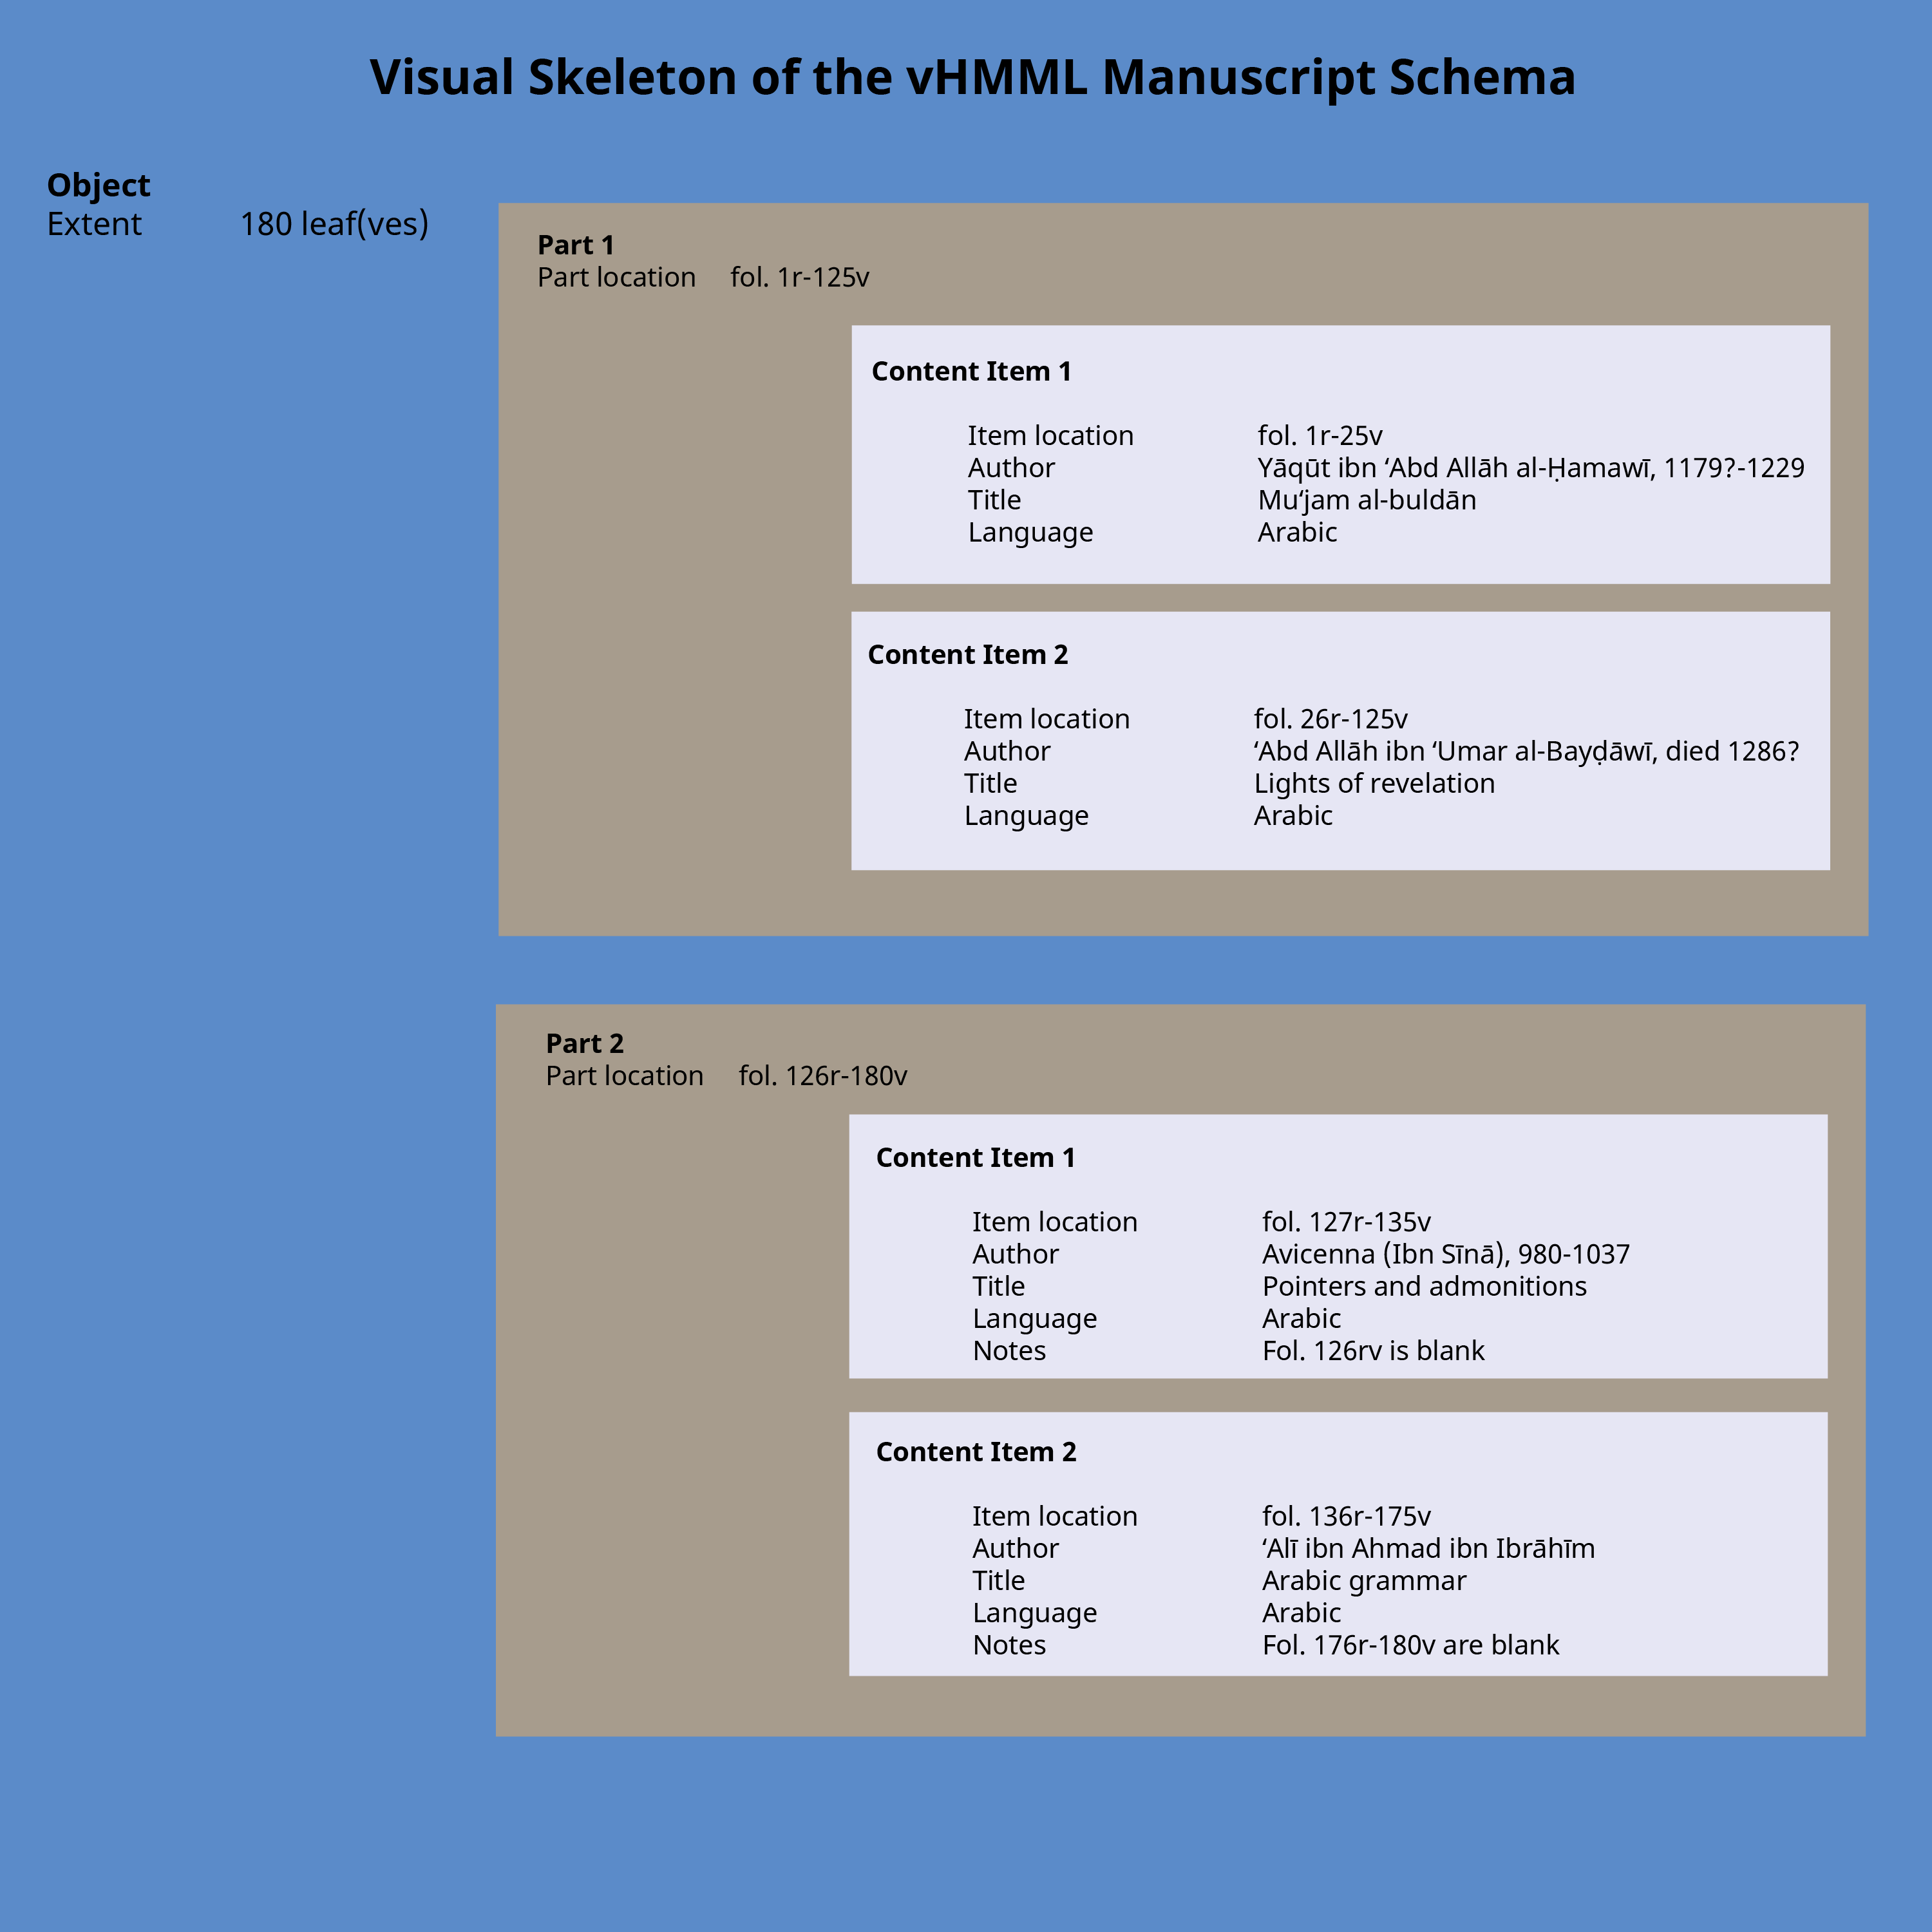 Visual Skeleton of the vHMML Manuscript Schema
Object
Extent 180 leaf(ves)
Part 1
Part location fol. 1r-125v
Content Item 1
Item location fol. 1r-25v
Author Yāqūt ibn ‘Abd Allāh al-Ḥamawī, 1179?-1229
Title Mu‘jam al-buldān
Language Arabic
Content Item 2
Item location fol. 26r-125v
Author ‘Abd Allāh ibn ‘Umar al-Bayḍāwī, died 1286?
Title Lights of revelation
Language Arabic
Part 2
Part location fol. 126r-180v
Content Item 1
Item location fol. 127r-135v
Author Avicenna (Ibn Sīnā), 980-1037
Title Pointers and admonitions
Language Arabic
Notes Fol. 126rv is blank
Content Item 2
Item location fol. 136r-175v
Author ‘Alī ibn Ahmad ibn Ibrāhīm
Title Arabic grammar
Language Arabic
Notes Fol. 176r-180v are blank